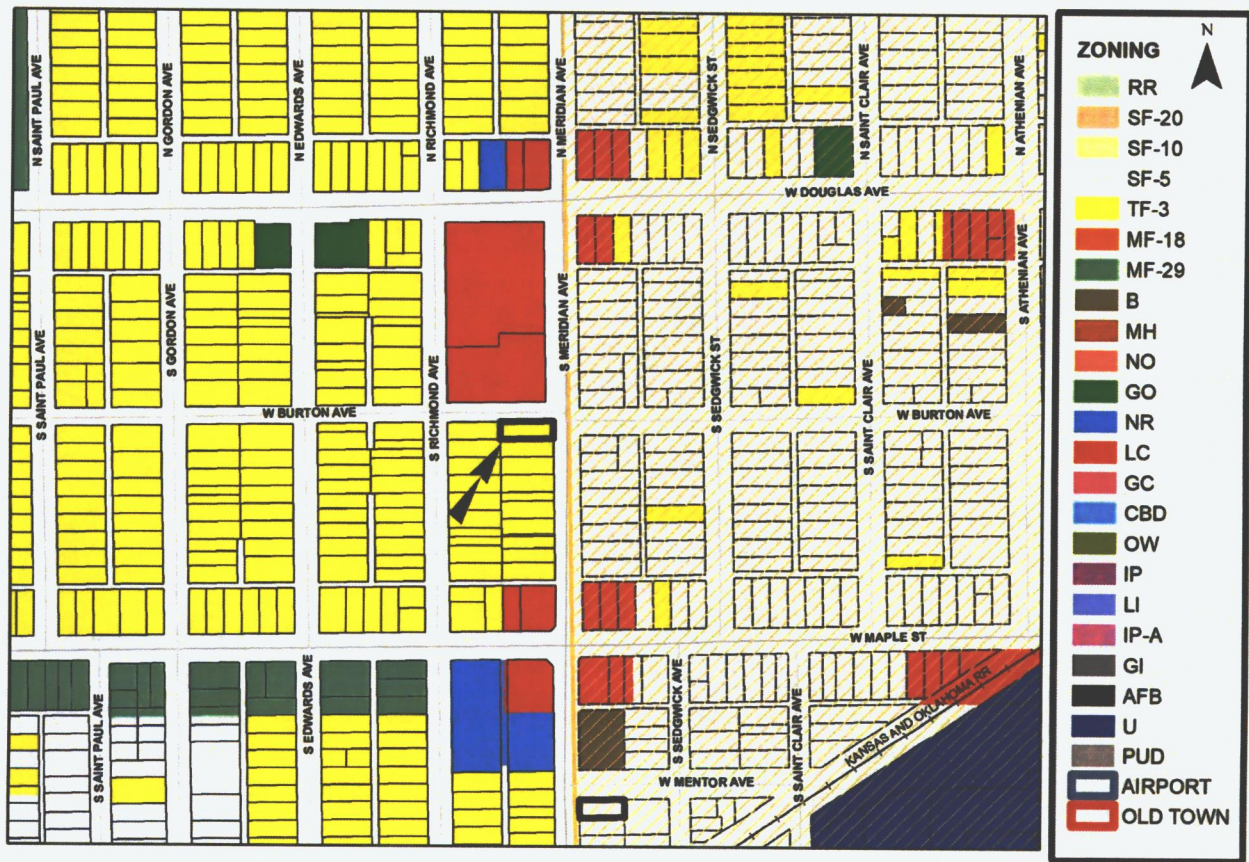 N SAINT PAUL AVE
N GORDON AVE
N EDWARDS AVE
N RICHMOND AVE
N MERIDIAN AVE
N SEDGWICK ST
N SAINT CLAIR AVE
N ATHENIAN AVE
W DOUGLAS AVE
S SAINT PAUL AVE
S GORDON AVE
S RICHMOND AVE
S MERIDIAN AVE
S SEDGWICK ST
S SAINT CLAIR AVE
S ATHENIAN AVE
W BURTON AVE
W BURTON AVE
W MAPLE ST
S SAINT PAUL AVE
S EDWARDS AVE
S SEDGWICK AVE
S SAINT CLAIR AVE
KANSAS AND OKLAHOMA RR
W MENTOR AVE
N
ZONING
RR
SF-20
SF-10
SF-5
TF-3
MF-18
MF-29
B
MH
NO
GO
NR
LC
GC
CBD
OW
IP
LI
IP-A
GI
AFB
U
PUD
AIRPORT
OLD TOWN